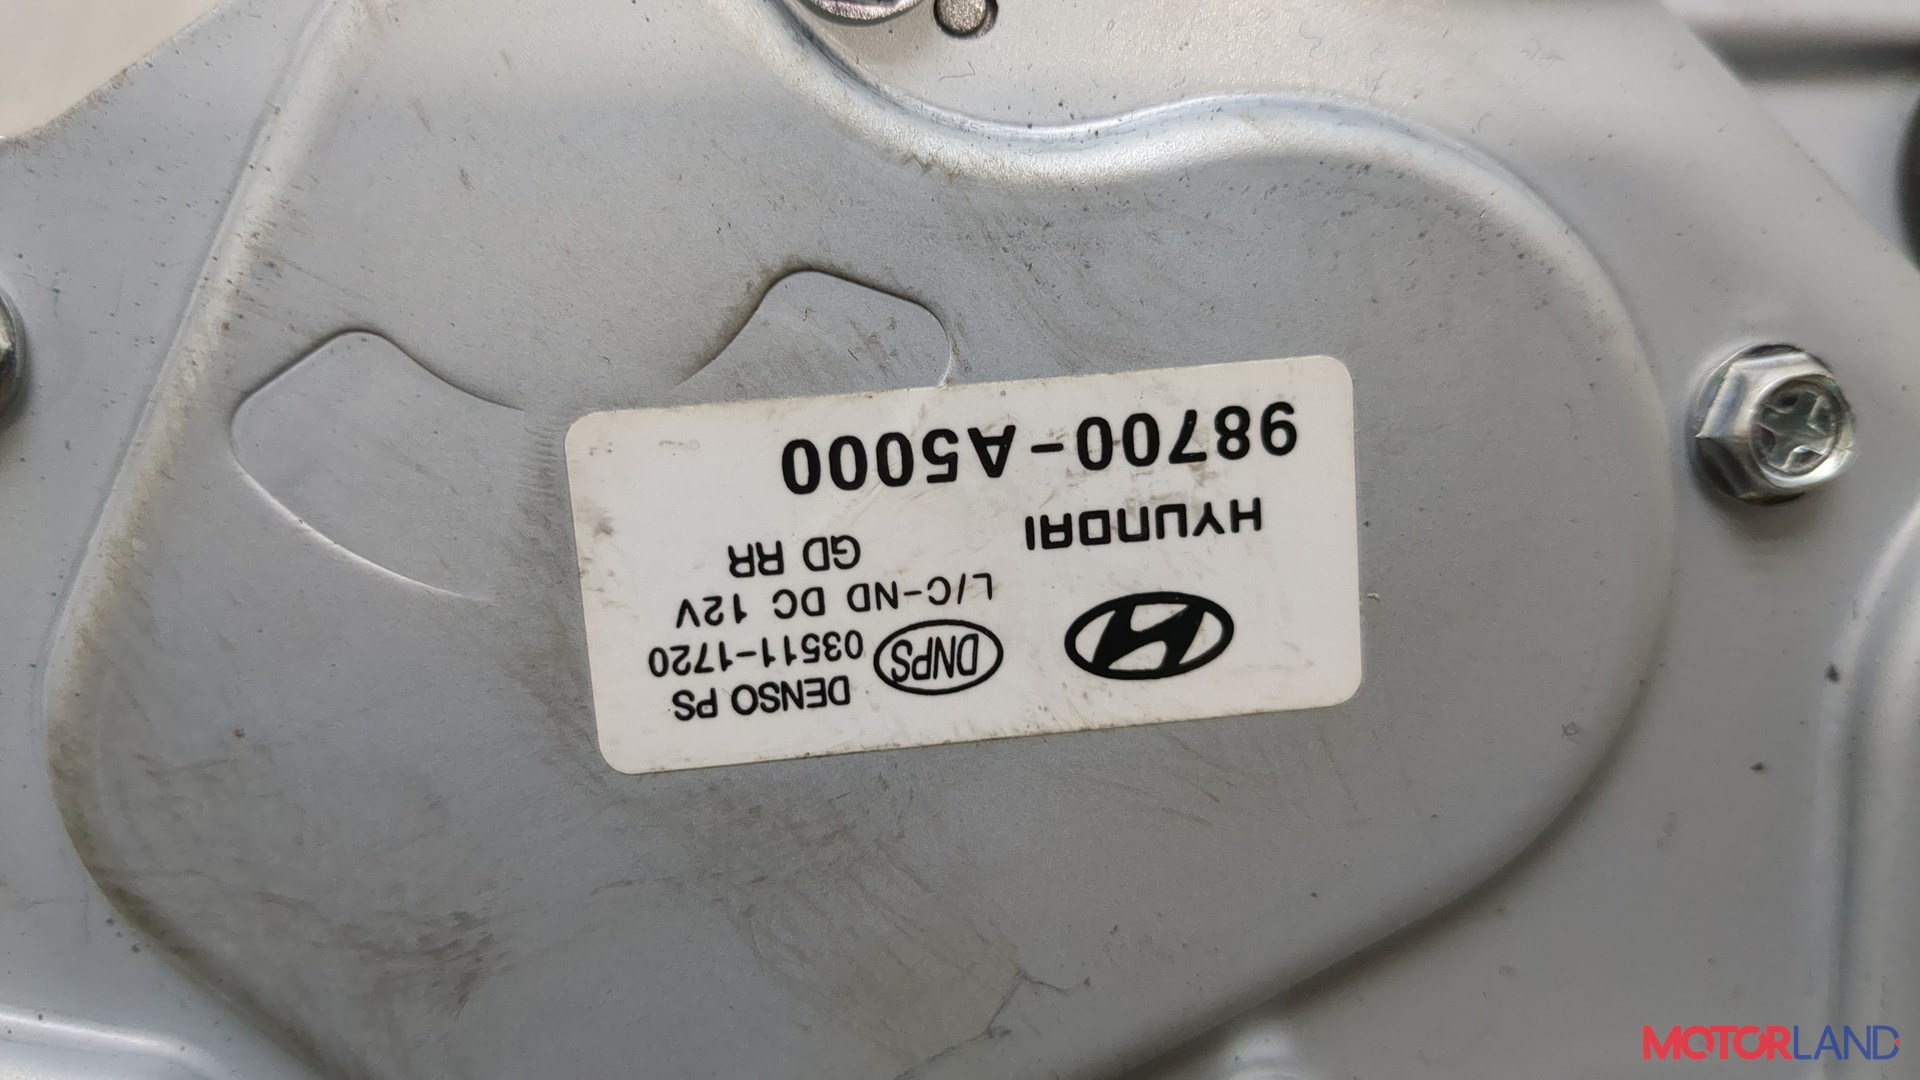 DENSO PS
DNPS 03511-1720
L/C-ND DC 12V
HYUNDAI GD RR
98700-A5000
MOTORLAND